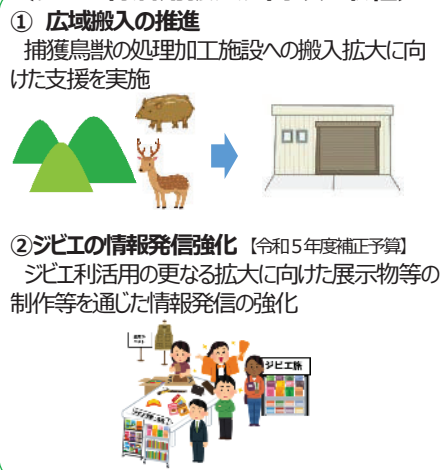 ① 広域搬入の推進
捕獲鳥獣の処理加工施設への搬入拡大に向
けた支援を実施
②ジビエの情報発信強化【令和5年度補正予算】
ジビエ利活用の更なる拡大に向けた展示物等の
制作等を通じた情報発信の強化
ジビエ旅